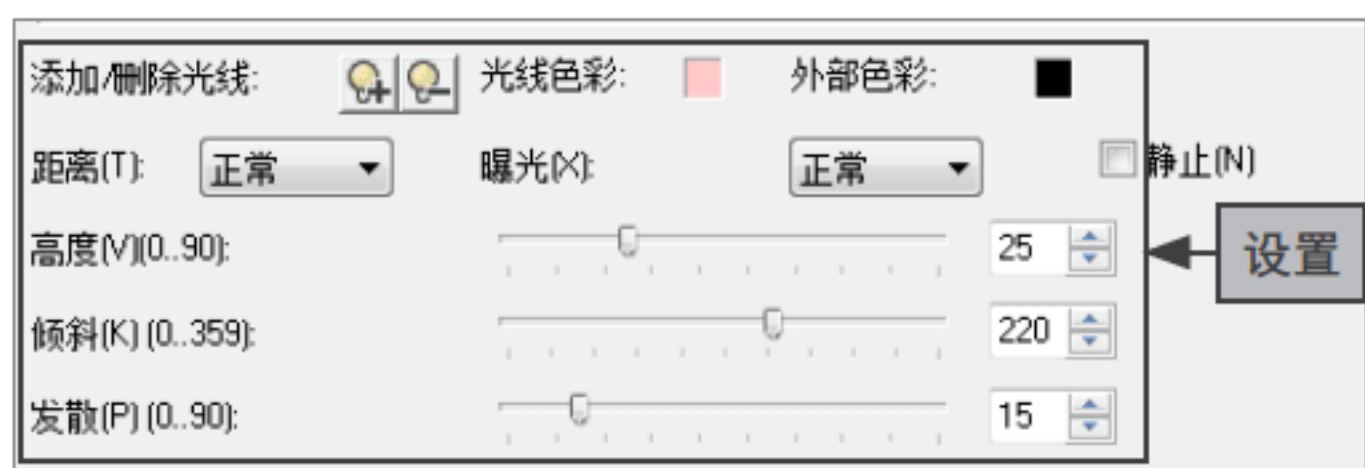 添加/删除光线: 光线色彩: 外部色彩:
距离(T): 正常 曝光(X): 正常 静止(N)
高度(V)(0..90): 25
设置
倾斜(K) (0..359): 220
发散(P) (0..90): 15